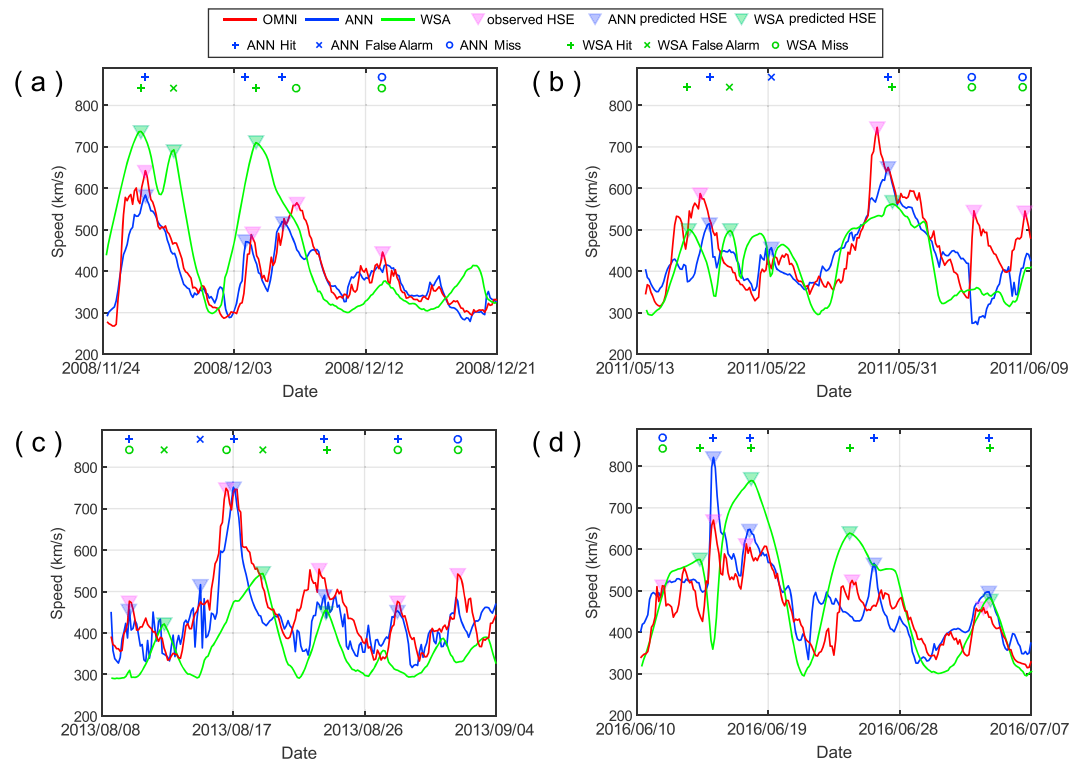 OMNI ANN WSA observed HSE ANN predicted HSE WSA predicted HSE
ANN Hit ANN False Alarm ANN Miss WSA Hit WSA False Alarm WSA Miss
( a )
800
700
600
500
400
300
200
Speed (km/s)
2008/11/24 2008/12/03 2008/12/12 2008/12/21
Date
( b )
800
700
600
500
400
300
200
Speed (km/s)
2011/05/13 2011/05/22 2011/05/31 2011/06/09
Date
( c )
800
700
600
500
400
300
200
Speed (km/s)
2013/08/08 2013/08/17 2013/08/26 2013/09/04
Date
( d )
800
700
600
500
400
300
200
Speed (km/s)
2016/06/10 2016/06/19 2016/06/28 2016/07/07
Date